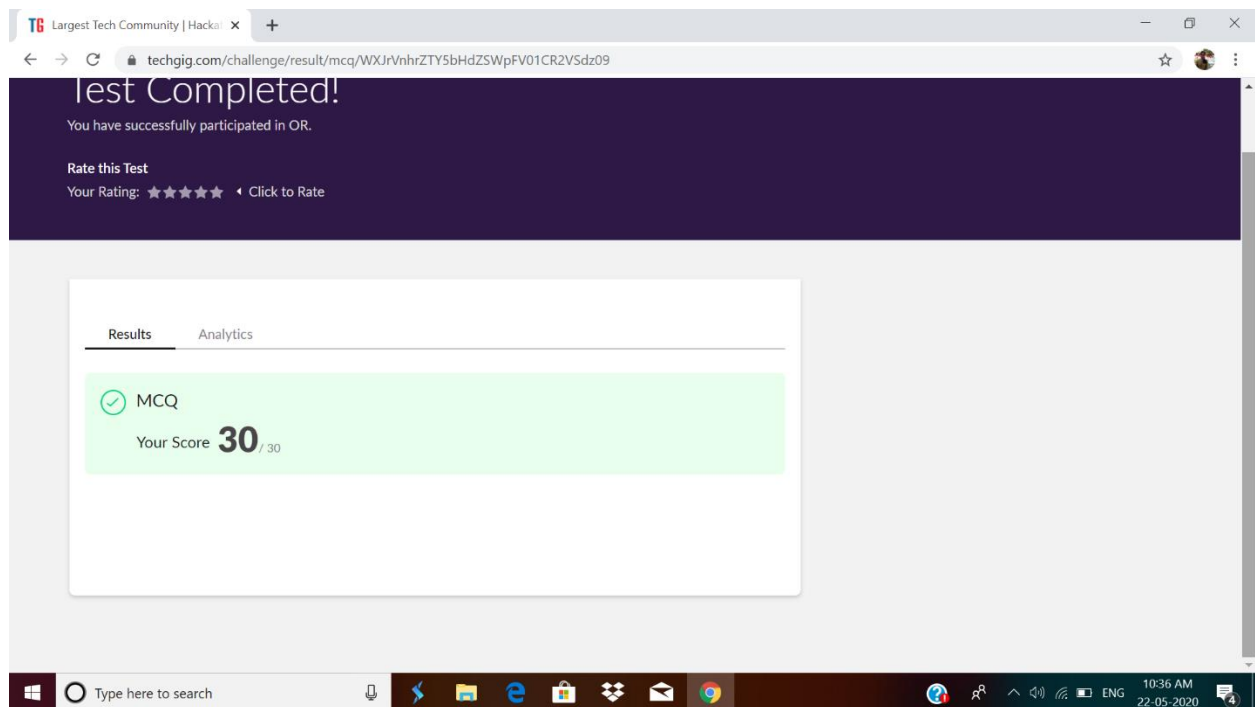 TG Largest Tech Community | Hacka
techgig.com/challenge/result/mcq/WXJrVnhrZTY5bHdZSWpFV01CR2VSdz09
Test Completed!
You have successfully participated in OR.
Rate this Test
Your Rating: Click to Rate
Results Analytics
MCQ
Your Score 30 / 30
Type here to search
ENG
10:36 AM
22-05-2020
4